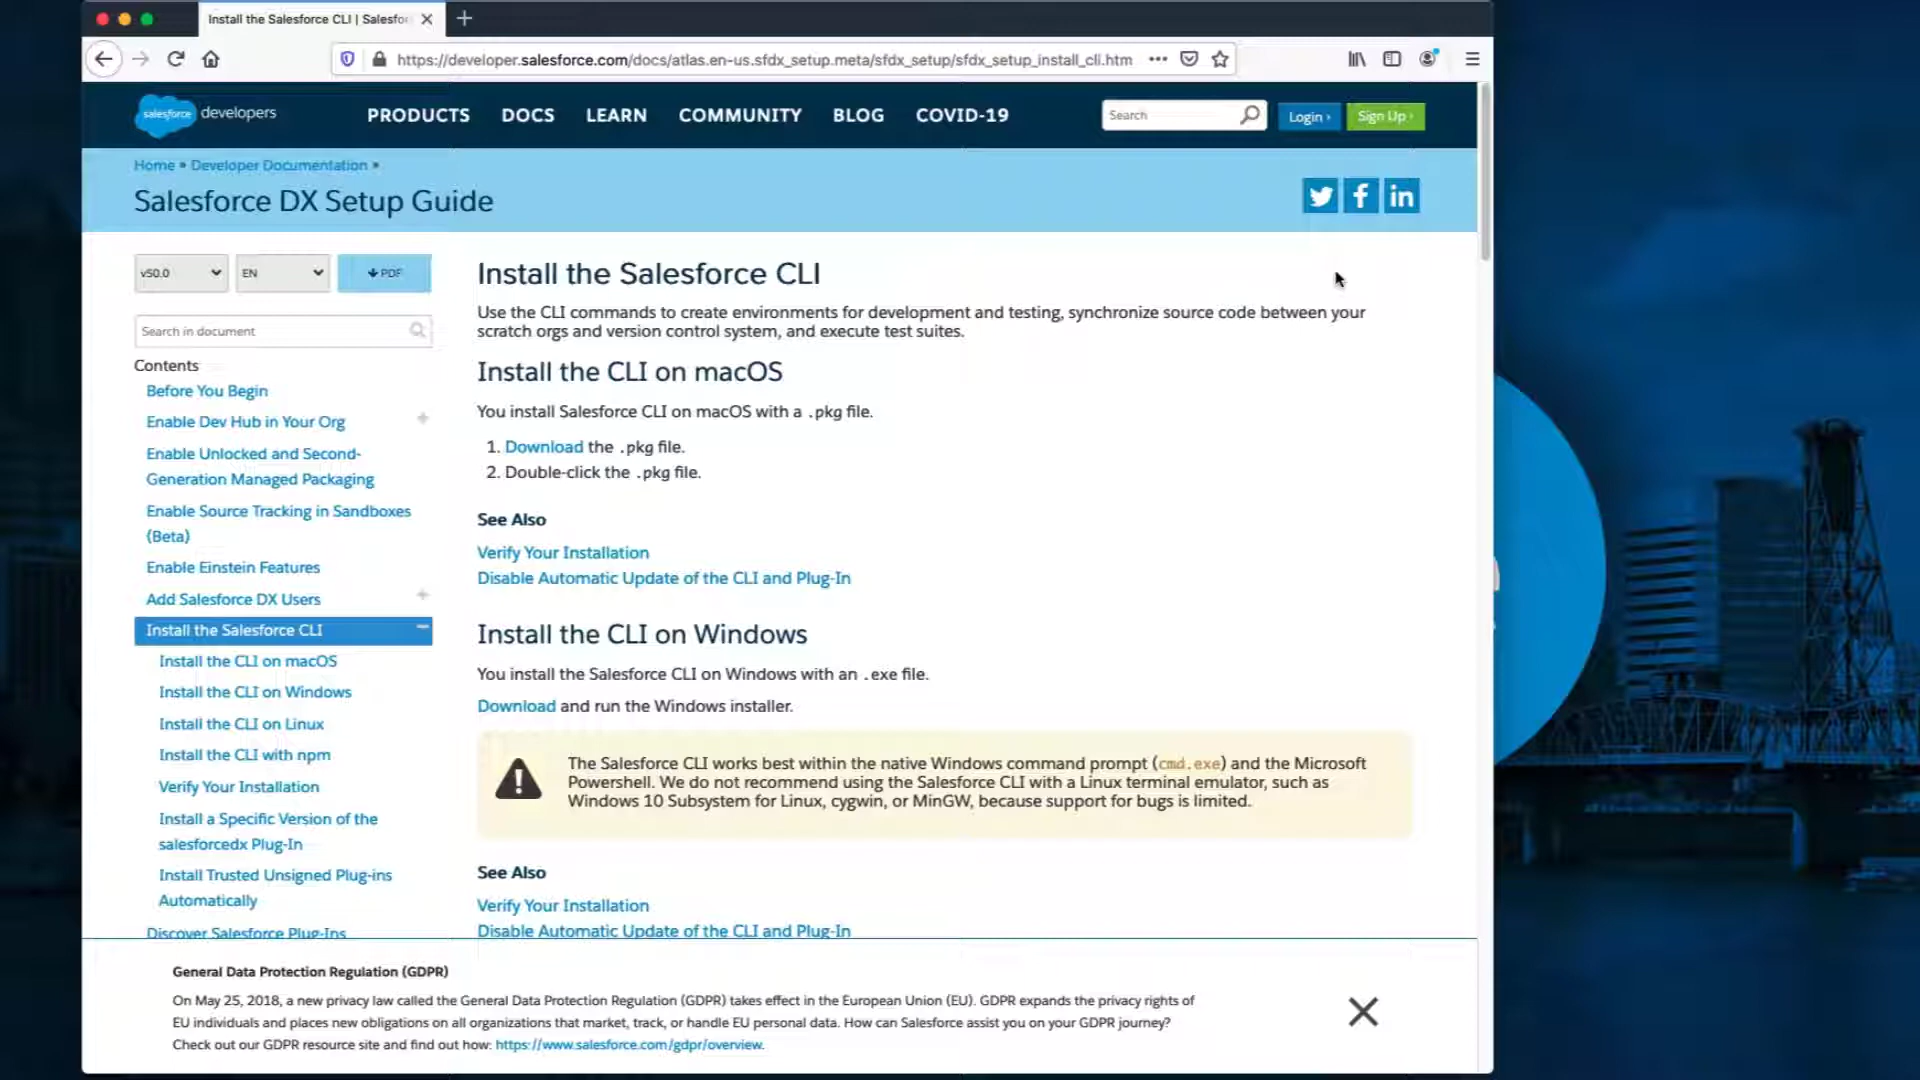 Install the Salesforce CLI | Salesfor
https://developer.salesforce.com/docs/atlas.en-us.sfdx_setup.meta/sfdx_setup/sfdx_setup_install_cli.htm
salesforce developers
PRODUCTS DOCS LEARN COMMUNITY BLOG COVID-19
Search
Login ›
Sign Up ›
Home » Developer Documentation »
Salesforce DX Setup Guide
v50.0
EN
PDF
Search in document
Contents
Before You Begin
Enable Dev Hub in Your Org
Enable Unlocked and Second-
Generation Managed Packaging
Enable Source Tracking in Sandboxes
(Beta)
Enable Einstein Features
Add Salesforce DX Users
Install the Salesforce CLI
Install the CLI on macOS
Install the CLI on Windows
Install the CLI on Linux
Install the CLI with npm
Verify Your Installation
Install a Specific Version of the
salesforcedx Plug-In
Install Trusted Unsigned Plug-ins
Automatically
Discover Salesforce Plug-Ins
Install the Salesforce CLI
Use the CLI commands to create environments for development and testing, synchronize source code between your
scratch orgs and version control system, and execute test suites.
Install the CLI on macOS
You install Salesforce CLI on macOS with a .pkg file.
1. Download the .pkg file.
2. Double-click the .pkg file.
See Also
Verify Your Installation
Disable Automatic Update of the CLI and Plug-In
Install the CLI on Windows
You install the Salesforce CLI on Windows with an .exe file.
Download and run the Windows installer.
The Salesforce CLI works best within the native Windows command prompt (cmd.exe) and the Microsoft
Powershell. We do not recommend using the Salesforce CLI with a Linux terminal emulator, such as
Windows 10 Subsystem for Linux, cygwin, or MinGW, because support for bugs is limited.
See Also
Verify Your Installation
Disable Automatic Update of the CLI and Plug-In
General Data Protection Regulation (GDPR)
On May 25, 2018, a new privacy law called the General Data Protection Regulation (GDPR) takes effect in the European Union (EU). GDPR expands the privacy rights of
EU individuals and places new obligations on all organizations that market, track, or handle EU personal data. How can Salesforce assist you on your GDPR journey?
Check out our GDPR resource site and find out how: https://www.salesforce.com/gdpr/overview.